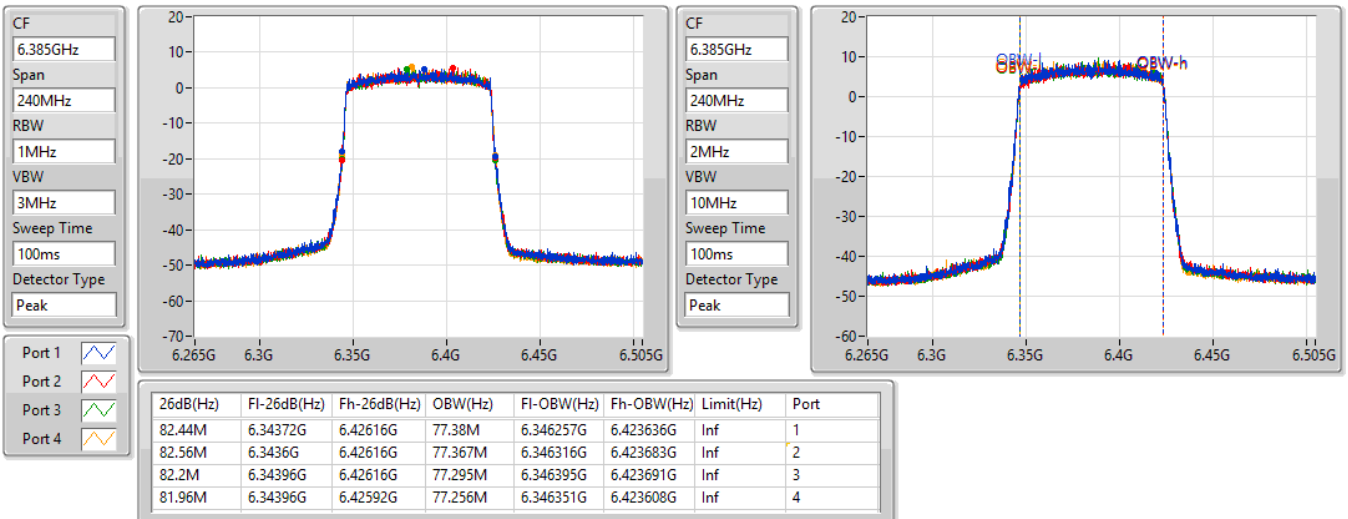 CF
6.385GHz
Span
240MHz
RBW
1MHz
VBW
3MHz
Sweep Time
100ms
Detector Type
Peak
20
10
0
-10
-20
-30
-40
-50
-60
-70
6.265G 6.3G 6.35G 6.4G 6.45G 6.505G
CF
6.385GHz
Span
240MHz
RBW
2MHz
VBW
10MHz
Sweep Time
100ms
Detector Type
Peak
20
10
0
-10
-20
-30
-40
-50
-60
OBW-l OBW-h
6.265G 6.3G 6.35G 6.4G 6.45G 6.505G
Port 1
Port 2
Port 3
Port 4
26dB(Hz) Fl-26dB(Hz) Fh-26dB(Hz) OBW(Hz) Fl-OBW(Hz) Fh-OBW(Hz) Limit(Hz) Port
82.44M 6.34372G 6.42616G 77.38M 6.346257G 6.423636G Inf 1
82.56M 6.3436G 6.42616G 77.367M 6.346316G 6.423683G Inf 2
82.2M 6.34396G 6.42616G 77.295M 6.346395G 6.423691G Inf 3
81.96M 6.34396G 6.42592G 77.256M 6.346351G 6.423608G Inf 4